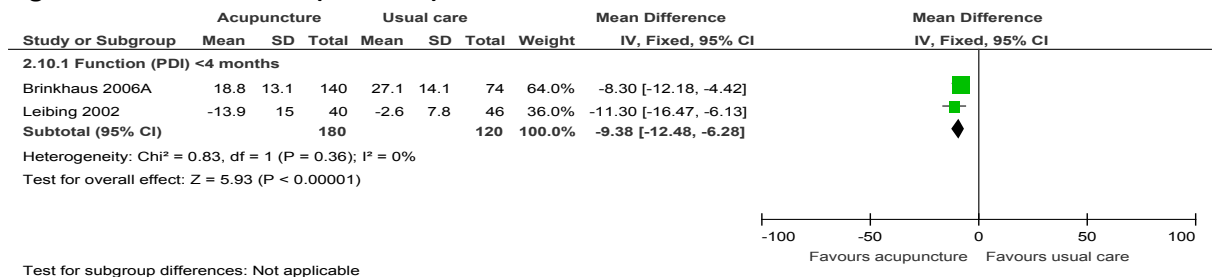 Acupuncture Usual care Mean Difference Mean Difference
Study or Subgroup Mean SD Total Mean SD Total Weight IV, Fixed, 95% CI IV, Fixed, 95% CI
2.10.1 Function (PDI) <4 months
Brinkhaus 2006A 18.8 13.1 140 27.1 14.1 74 64.0% -8.30 [-12.18, -4.42]
Leibing 2002 -13.9 15 40 -2.6 7.8 46 36.0% -11.30 [-16.47, -6.13]
Subtotal (95% CI) 180 120 100.0% -9.38 [-12.48, -6.28]
Heterogeneity: Chi² = 0.83, df = 1 (P = 0.36); I² = 0%
Test for overall effect: Z = 5.93 (P < 0.00001)
-100 -50 0 50 100
Favours acupuncture Favours usual care
Test for subgroup differences: Not applicable